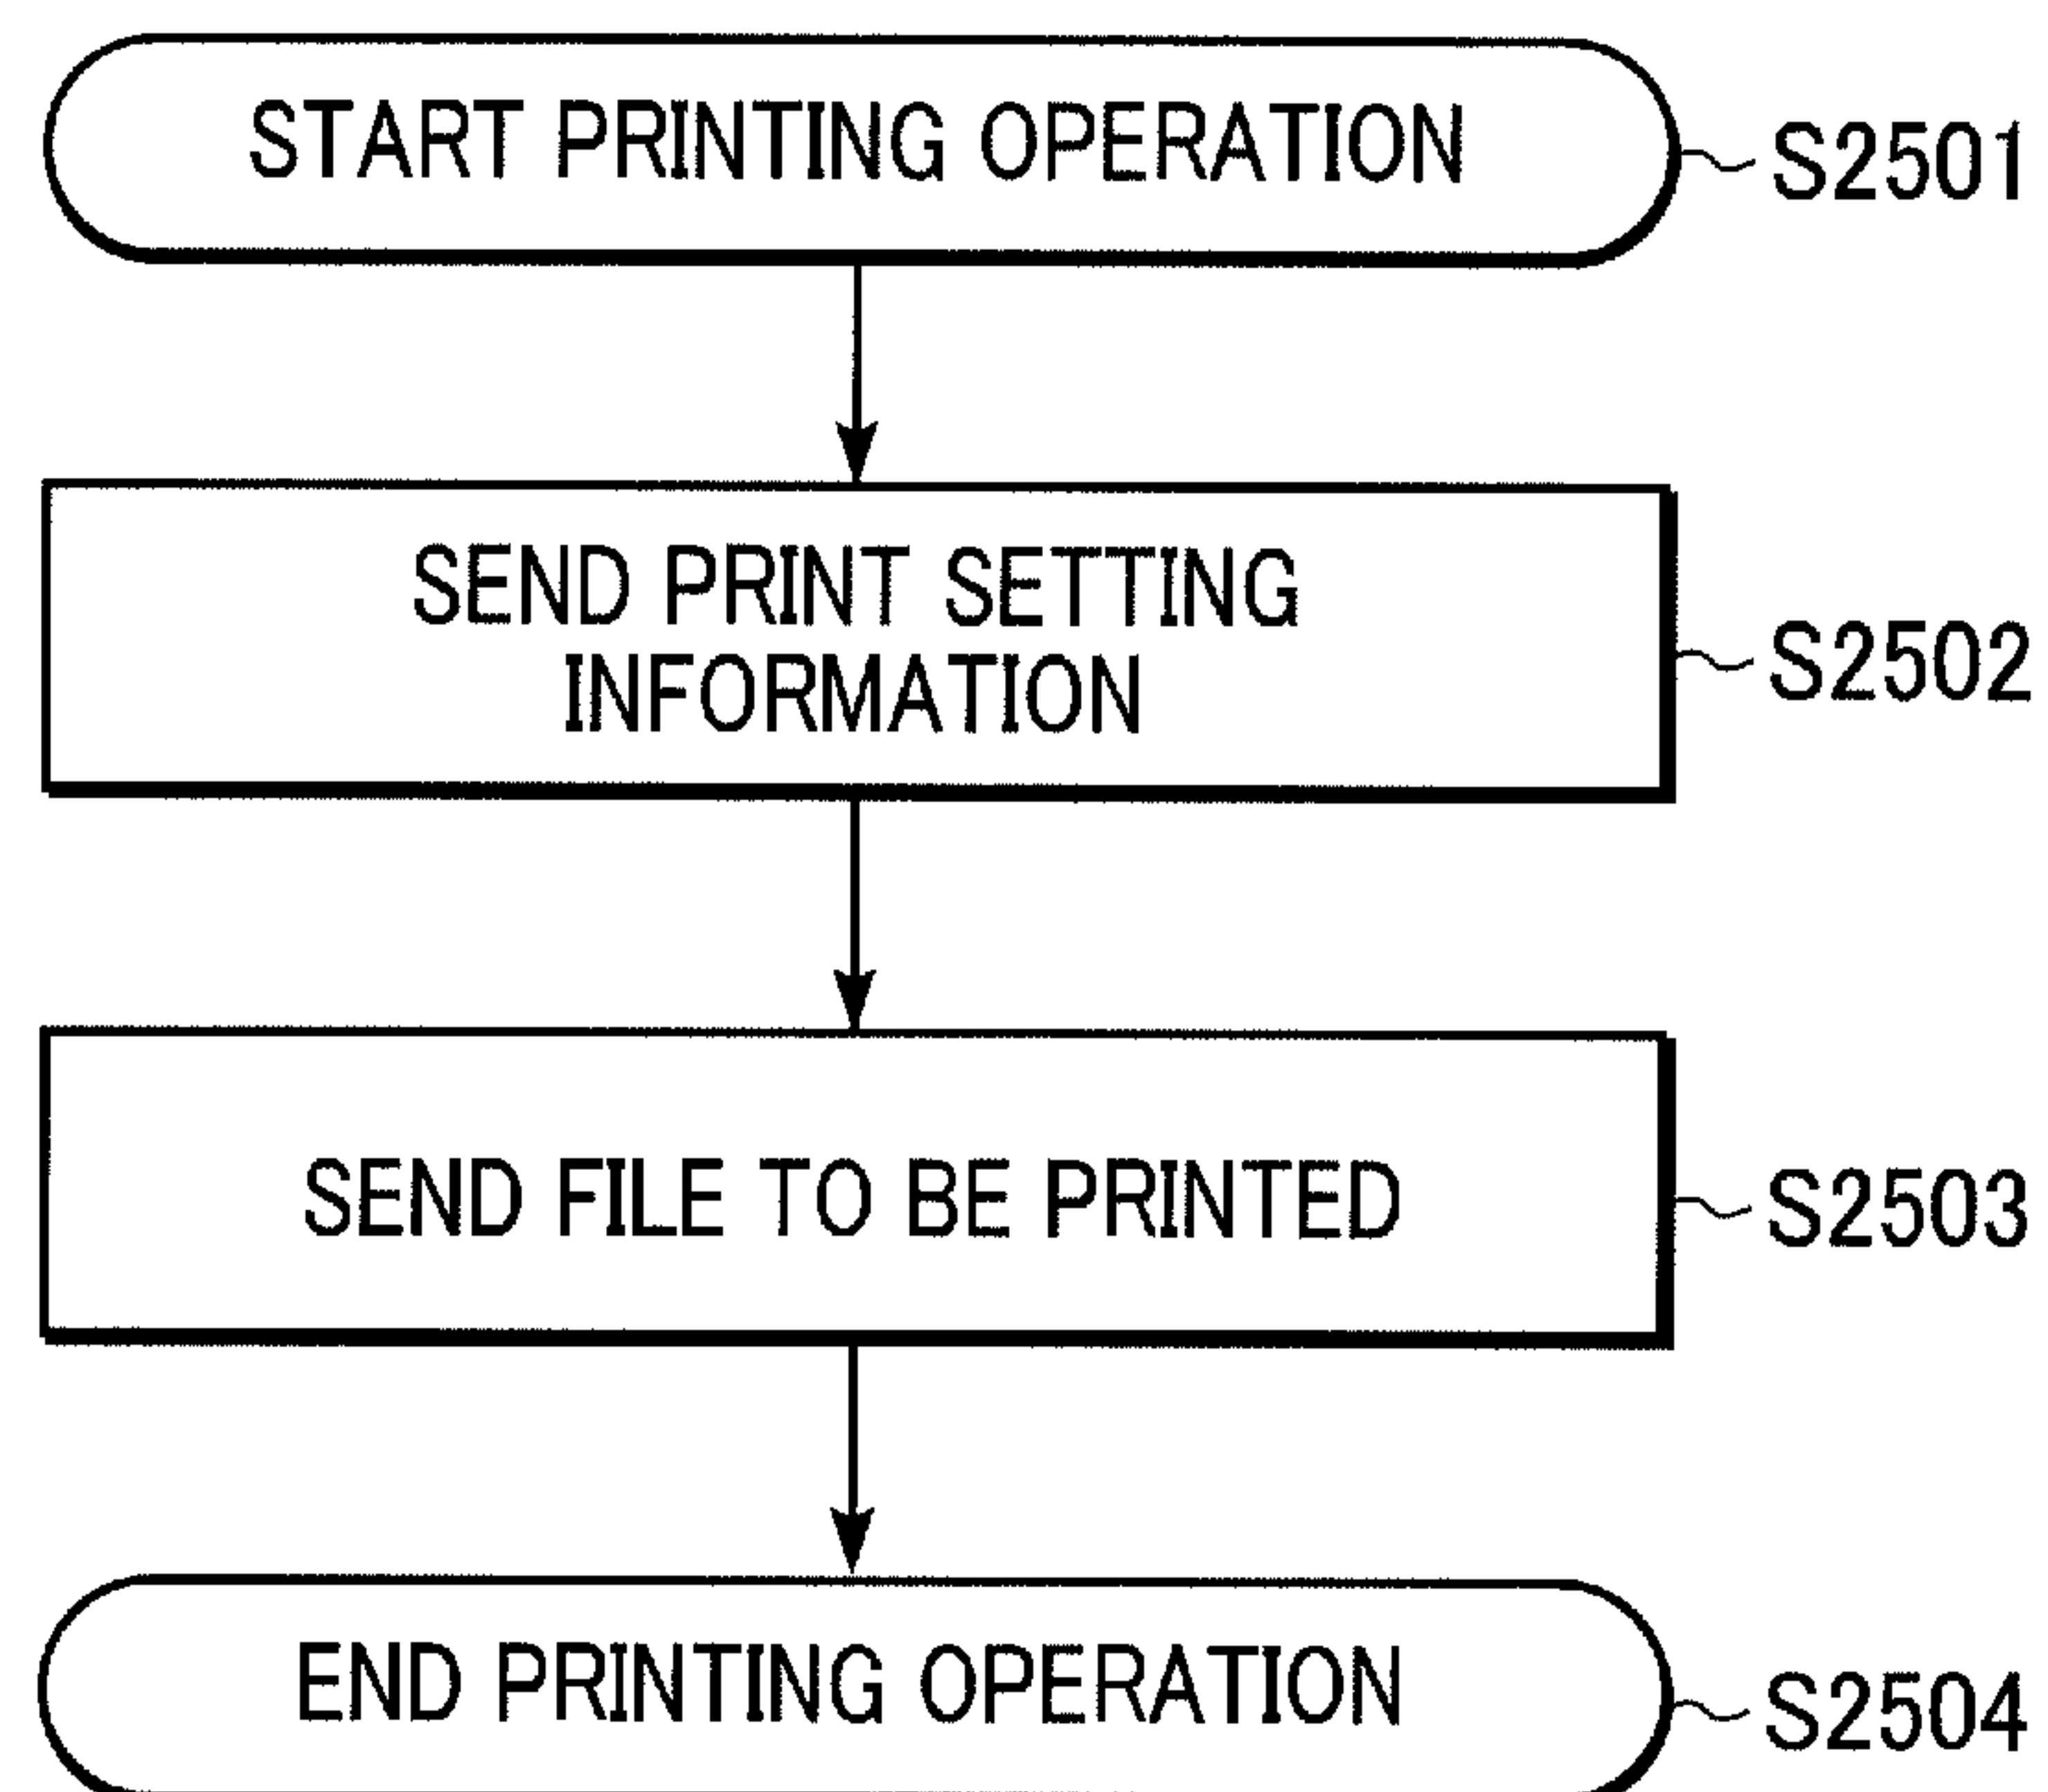 START PRINTING OPERATION
S2501
SEND PRINT SETTING
INFORMATION
S2502
SEND FILE TO BE PRINTED
S2503
END PRINTING OPERATION
S2504